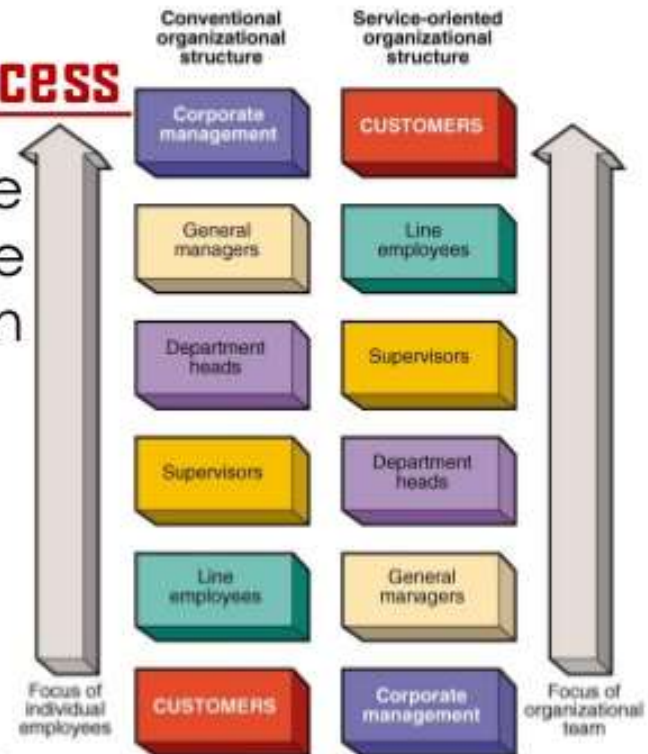 Conventional
organizational
structure
Service-oriented
organizational
structure
cess
e
e
n
Corporate
management
CUSTOMERS
General
managers
Line
employees
Department
heads
Supervisors
Supervisors
Department
heads
Line
employees
General
managers
CUSTOMERS
Corporate
management
Focus of
individual
employees
Focus of
organizational
team